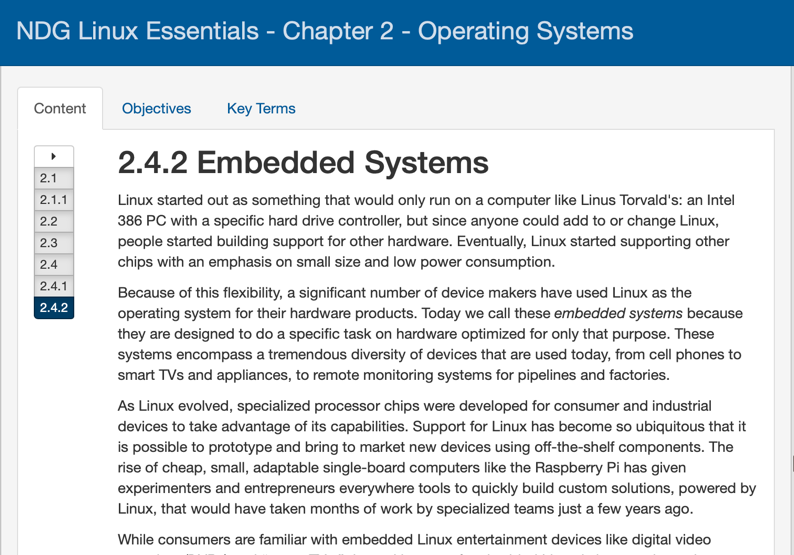 NDG Linux Essentials - Chapter 2 - Operating Systems
Content
Objectives
Key Terms
2.1
2.1.1
2.2
2.3
2.4
2.4.1
2.4.2
2.4.2 Embedded Systems
Linux started out as something that would only run on a computer like Linus Torvald's: an Intel
386 PC with a specific hard drive controller, but since anyone could add to or change Linux,
people started building support for other hardware. Eventually, Linux started supporting other
chips with an emphasis on small size and low power consumption.
Because of this flexibility, a significant number of device makers have used Linux as the
operating system for their hardware products. Today we call these embedded systems because
they are designed to do a specific task on hardware optimized for only that purpose. These
systems encompass a tremendous diversity of devices that are used today, from cell phones to
smart TVs and appliances, to remote monitoring systems for pipelines and factories.
As Linux evolved, specialized processor chips were developed for consumer and industrial
devices to take advantage of its capabilities. Support for Linux has become so ubiquitous that it
is possible to prototype and bring to market new devices using off-the-shelf components. The
rise of cheap, small, adaptable single-board computers like the Raspberry Pi has given
experimenters and entrepreneurs everywhere tools to quickly build custom solutions, powered by
Linux, that would have taken months of work by specialized teams just a few years ago.
While consumers are familiar with embedded Linux entertainment devices like digital video